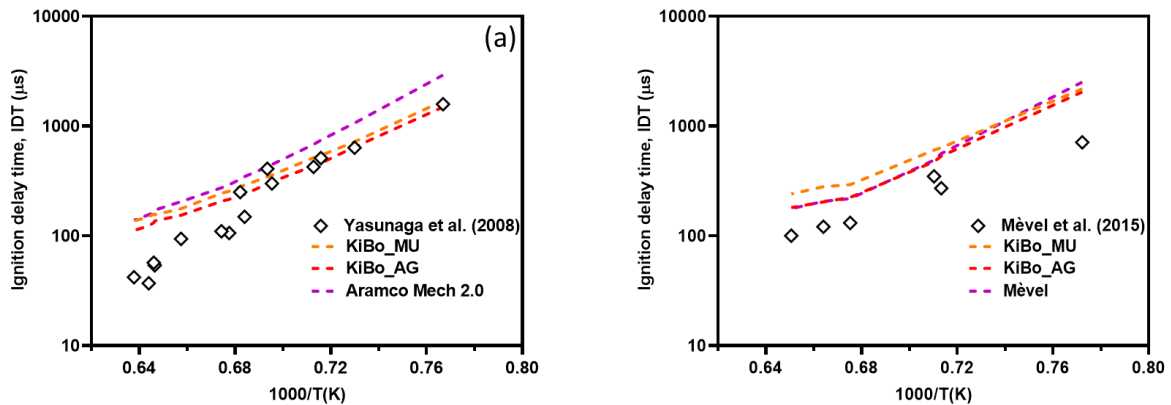 10000
1000
100
10
Ignition delay time, IDT (μs)
(a)
Yasunaga et al. (2008)
KiBo_MU
KiBo_AG
Aramco Mech 2.0
0.64
0.68
0.72
0.76
0.80
1000/T(K)
10000
1000
100
10
Ignition delay time, IDT (μs)
Mèvel et al. (2015)
KiBo_MU
KiBo_AG
Mèvel
0.64
0.68
0.72
0.76
0.80
1000/T(K)